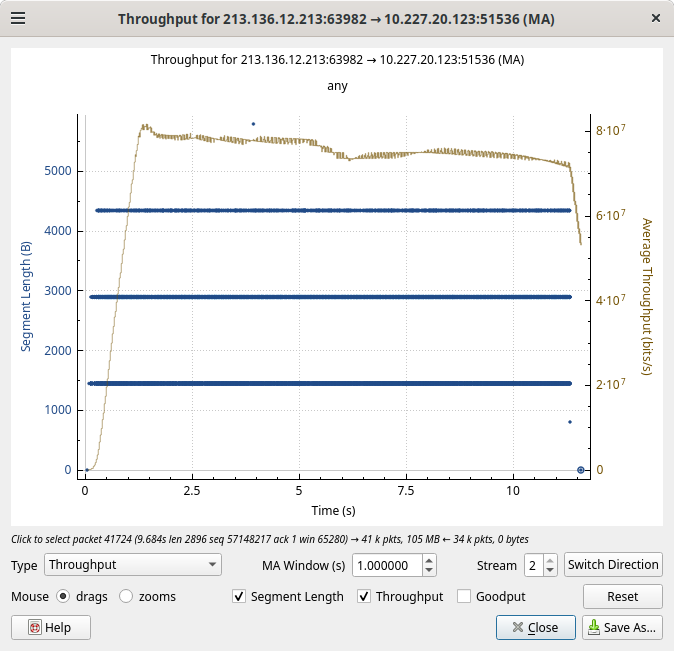 Throughput for 213.136.12.213:63982 → 10.227.20.123:51536 (MA)
Throughput for 213.136.12.213:63982 → 10.227.20.123:51536 (MA)
any
8·10⁷
5000
6·10⁷
4000
Segment Length (B)
Average Throughput (bits/s)
3000
4·10⁷
2000
2·10⁷
1000
0
0
0 2.5 5 7.5 10
Time (s)
Click to select packet 41724 (9.684s len 2896 seq 57148217 ack 1 win 65280) → 41 k pkts, 105 MB ← 34 k pkts, 0 bytes
Type Throughput MA Window (s) 1.000000 Stream 2 Switch Direction
Mouse drags zooms Segment Length Throughput Goodput Reset
Help Close Save As...